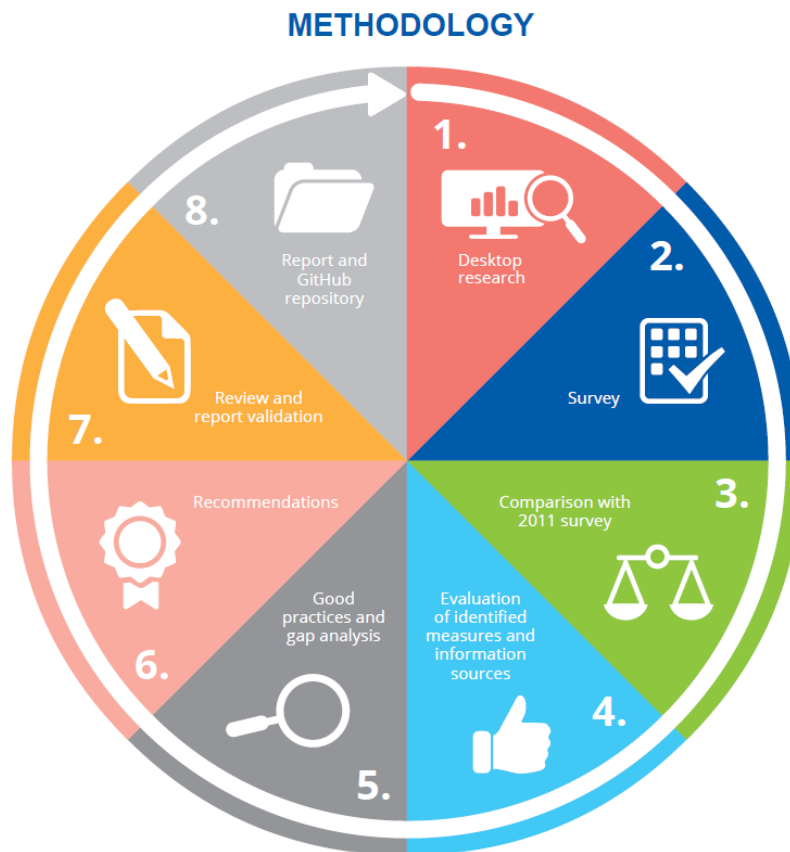 METHODOLOGY
1.
Desktop
research
2.
Survey
3.
Comparison with
2011 survey
4.
Evaluation
of identified
measures and
information
sources
5.
Good
practices and
gap analysis
6.
Recommendations
7.
Review and
report validation
8.
Report and
GitHub
repository